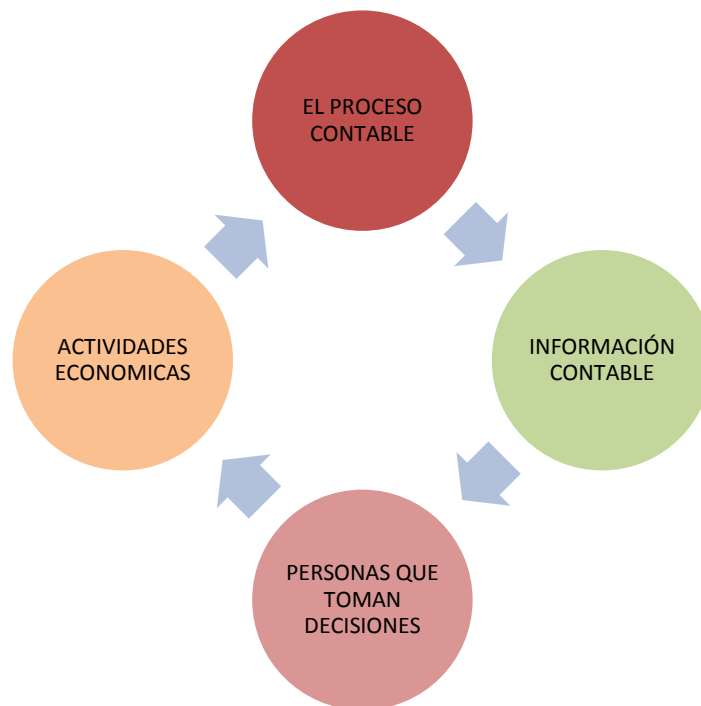 EL PROCESO
CONTABLE
ACTIVIDADES
ECONOMICAS
INFORMACIÓN
CONTABLE
PERSONAS QUE
TOMAN
DECISIONES